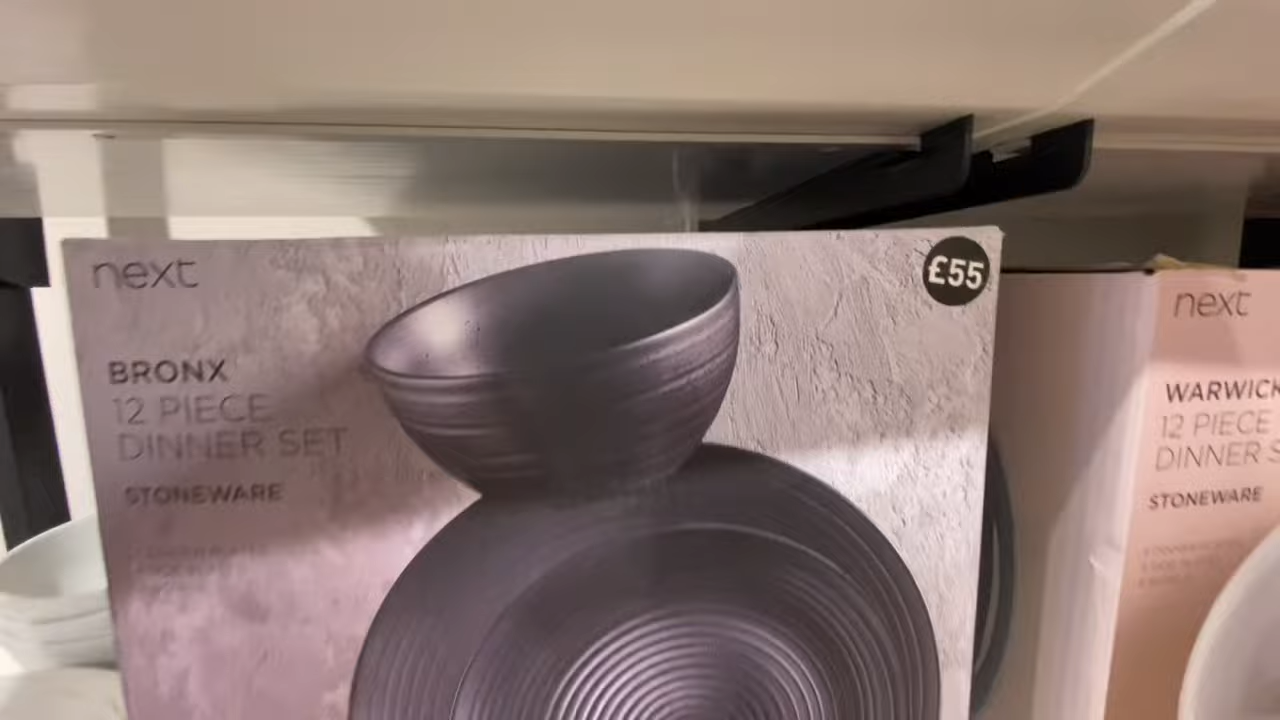 next
£55
BRONX
12 PIECE
DINNER SET
STONEWARE
next
WARWICK
12 PIECE
DINNER S
STONEWARE